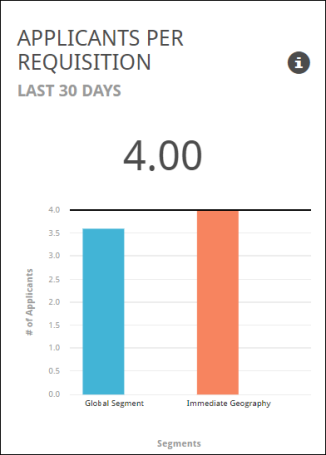 APPLICANTS PER
REQUISITION
LAST 30 DAYS
4.00
4.0
3.5
3.0
2.5
2.0
1.5
1.0
0.5
0.0
# of Applicants
Global Segment
Immediate Geography
Segments